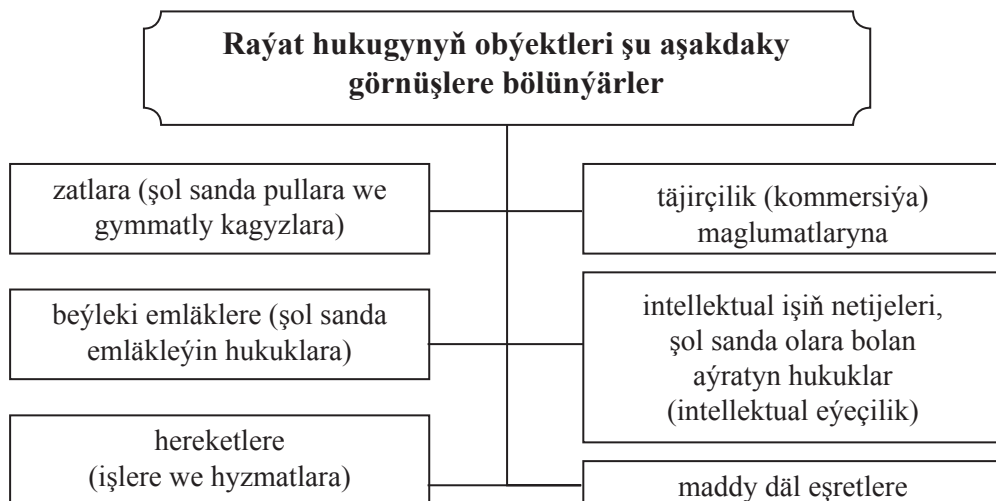 Raýat hukugynyň obýektleri şu aşakdaky
görnüşlere bölünýärler
zatlara (şol sanda pullara we
gymmatly kagyzlara)
beýleki emläklere (şol sanda
emläkleýin hukuklara)
hereketlere
(işlere we hyzmatlara)
täjirçilik (kommersiýa)
maglumatlaryna
intellektual işiň netijeleri,
şol sanda olara bolan
aýratyn hukuklar
(intellektual eýeçilik)
maddy däl eşretlere